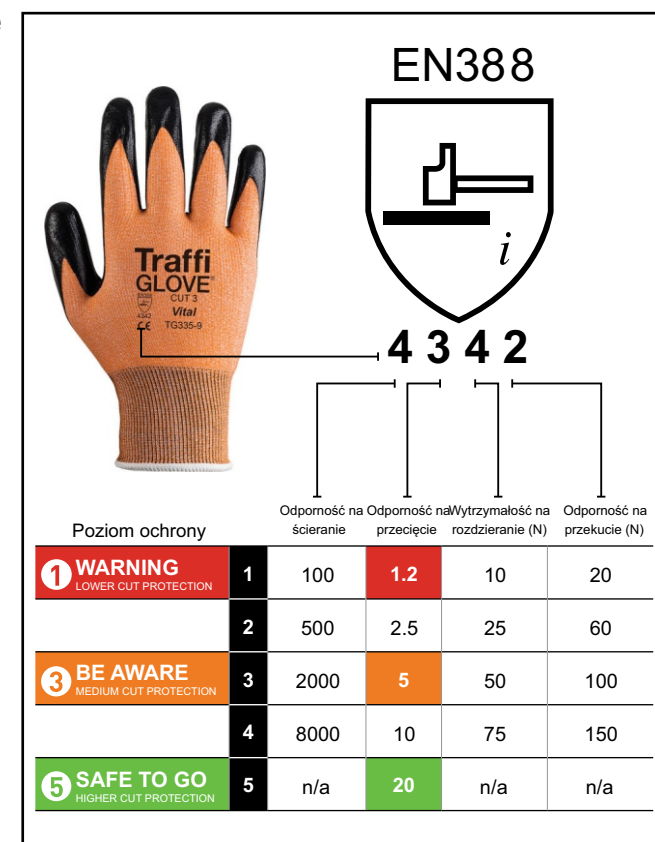 EN388
i
Traffi
GLOVE®
CUT 3
Vital
CE TG335-9
4 3 4 2
Poziom ochrony
Odporność na ścieranie
Odporność na przecięcie
Wytrzymałość na rozdzieranie (N)
Odporność na przekucie (N)
1 WARNING
LOWER CUT PROTECTION
1 100 1.2 10 20
2 500 2.5 25 60
3 BE AWARE
MEDIUM CUT PROTECTION
3 2000 5 50 100
4 8000 10 75 150
5 SAFE TO GO
HIGHER CUT PROTECTION
5 n/a 20 n/a n/a